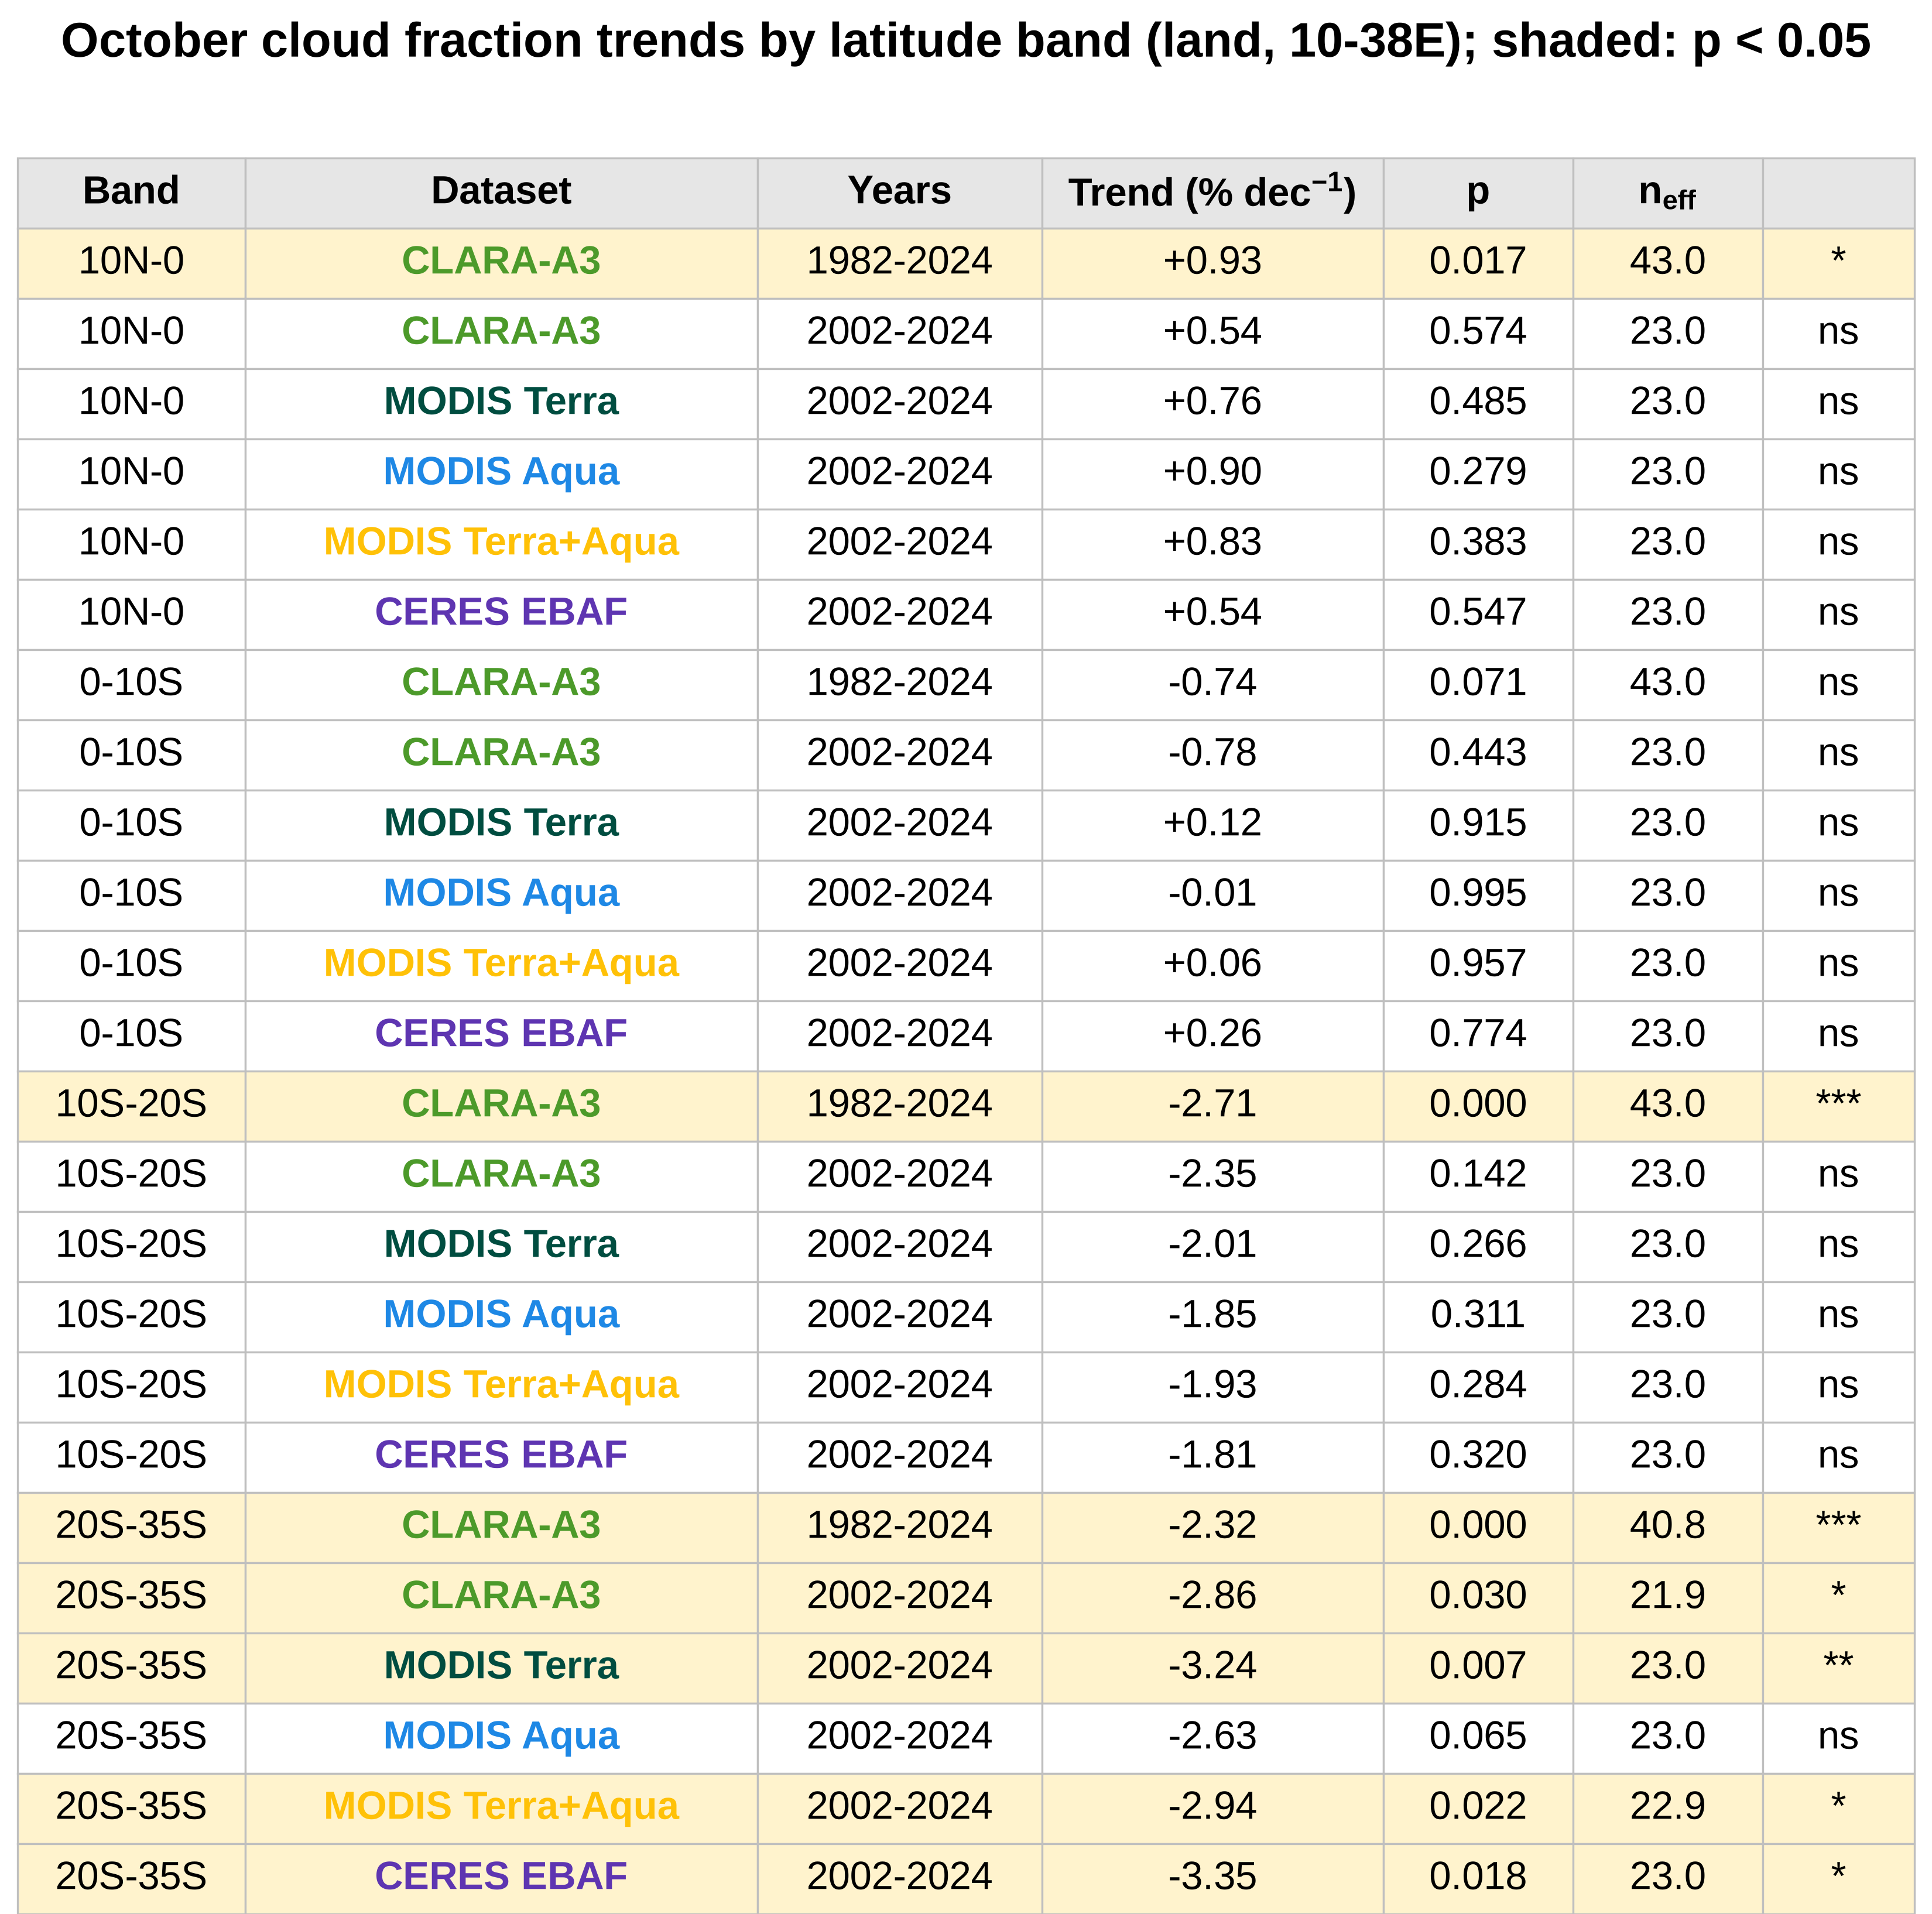 October cloud fraction trends by latitude band (land, 10-38E); shaded: p < 0.05
Band Dataset Years Trend (% dec⁻¹) p n_eff
10N-0 CLARA-A3 1982-2024 +0.93 0.017 43.0 *
10N-0 CLARA-A3 2002-2024 +0.54 0.574 23.0 ns
10N-0 MODIS Terra 2002-2024 +0.76 0.485 23.0 ns
10N-0 MODIS Aqua 2002-2024 +0.90 0.279 23.0 ns
10N-0 MODIS Terra+Aqua 2002-2024 +0.83 0.383 23.0 ns
10N-0 CERES EBAF 2002-2024 +0.54 0.547 23.0 ns
0-10S CLARA-A3 1982-2024 -0.74 0.071 43.0 ns
0-10S CLARA-A3 2002-2024 -0.78 0.443 23.0 ns
0-10S MODIS Terra 2002-2024 +0.12 0.915 23.0 ns
0-10S MODIS Aqua 2002-2024 -0.01 0.995 23.0 ns
0-10S MODIS Terra+Aqua 2002-2024 +0.06 0.957 23.0 ns
0-10S CERES EBAF 2002-2024 +0.26 0.774 23.0 ns
10S-20S CLARA-A3 1982-2024 -2.71 0.000 43.0 ***
10S-20S CLARA-A3 2002-2024 -2.35 0.142 23.0 ns
10S-20S MODIS Terra 2002-2024 -2.01 0.266 23.0 ns
10S-20S MODIS Aqua 2002-2024 -1.85 0.311 23.0 ns
10S-20S MODIS Terra+Aqua 2002-2024 -1.93 0.284 23.0 ns
10S-20S CERES EBAF 2002-2024 -1.81 0.320 23.0 ns
20S-35S CLARA-A3 1982-2024 -2.32 0.000 40.8 ***
20S-35S CLARA-A3 2002-2024 -2.86 0.030 21.9 *
20S-35S MODIS Terra 2002-2024 -3.24 0.007 23.0 **
20S-35S MODIS Aqua 2002-2024 -2.63 0.065 23.0 ns
20S-35S MODIS Terra+Aqua 2002-2024 -2.94 0.022 22.9 *
20S-35S CERES EBAF 2002-2024 -3.35 0.018 23.0 *